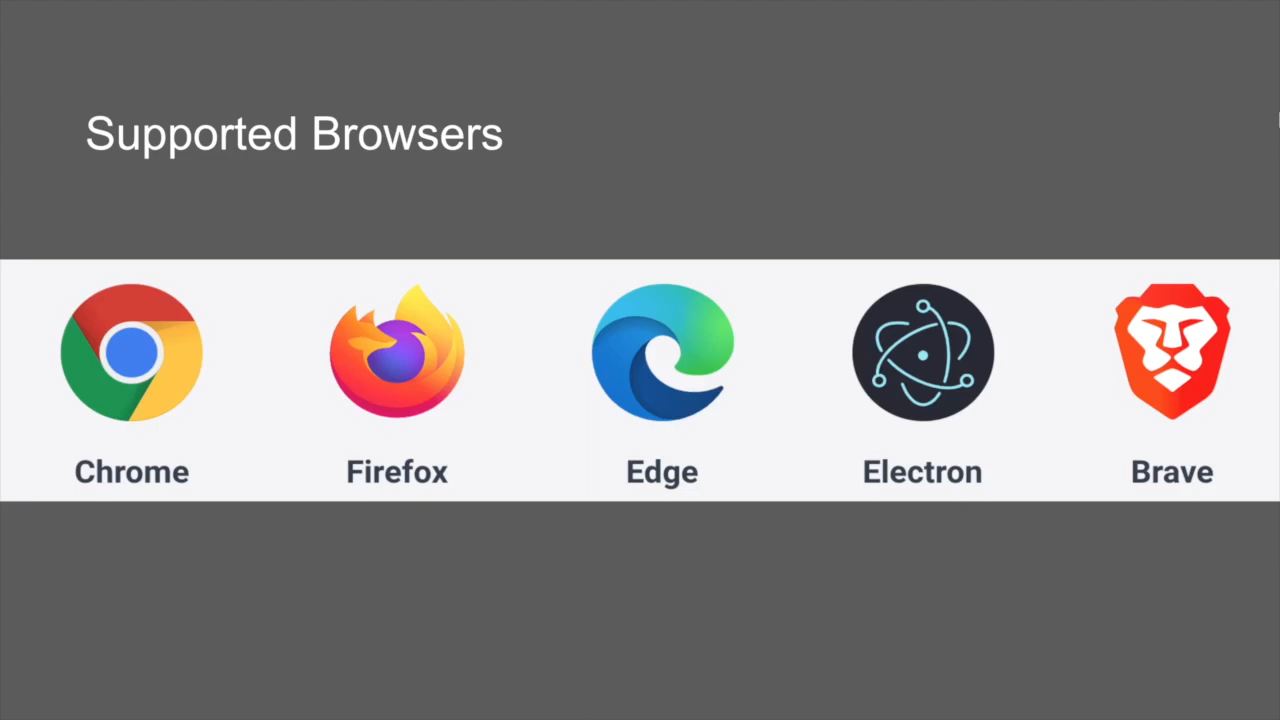 Supported Browsers
Chrome
Firefox
Edge
Electron
Brave